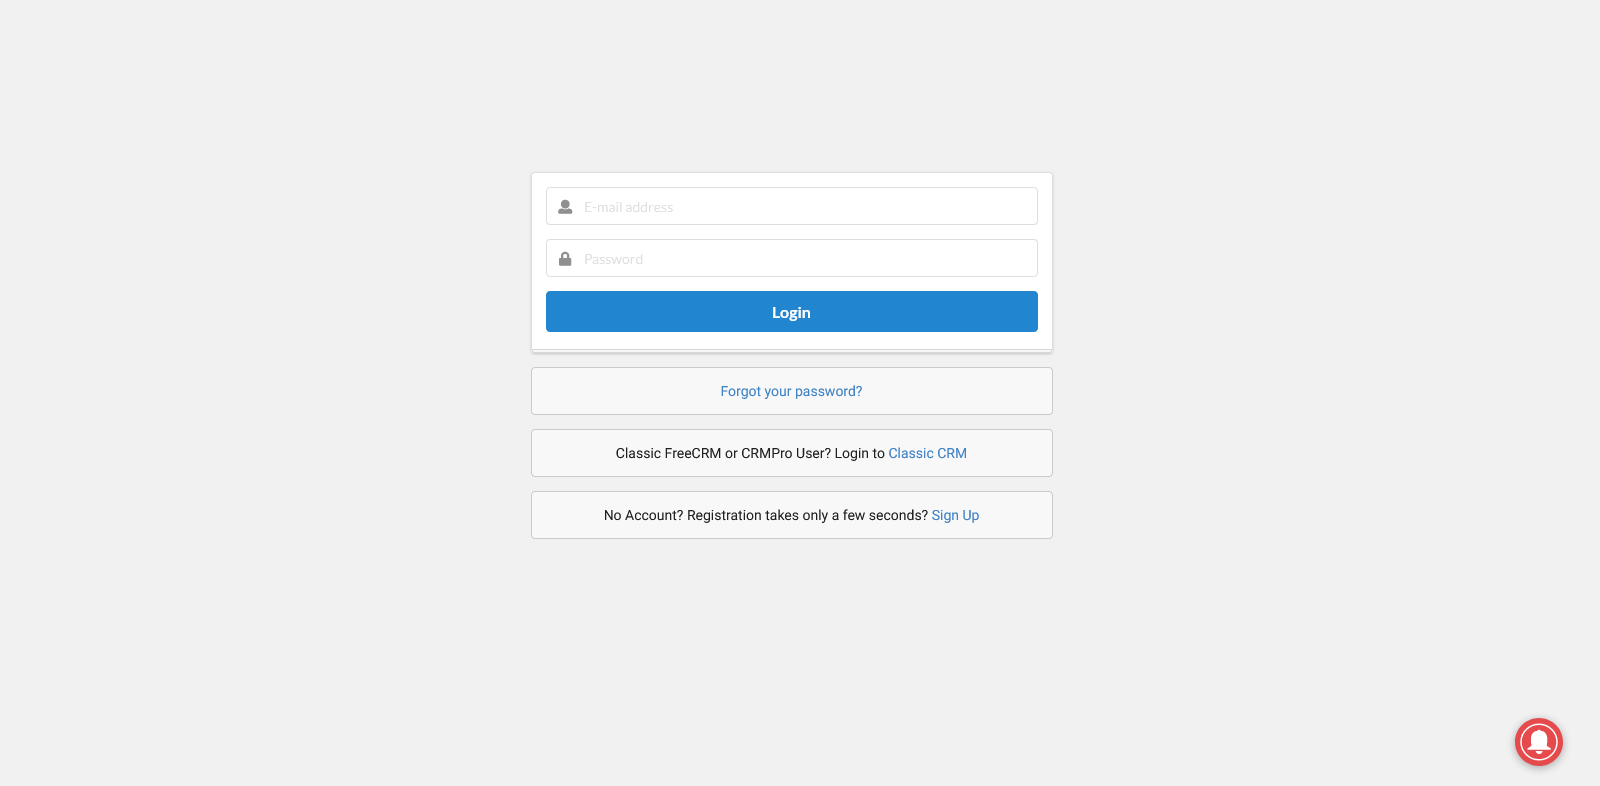 E-mail address
Password
Login
Forgot your password?
Classic FreeCRM or CRMPro User? Login to Classic CRM
No Account? Registration takes only a few seconds? Sign Up